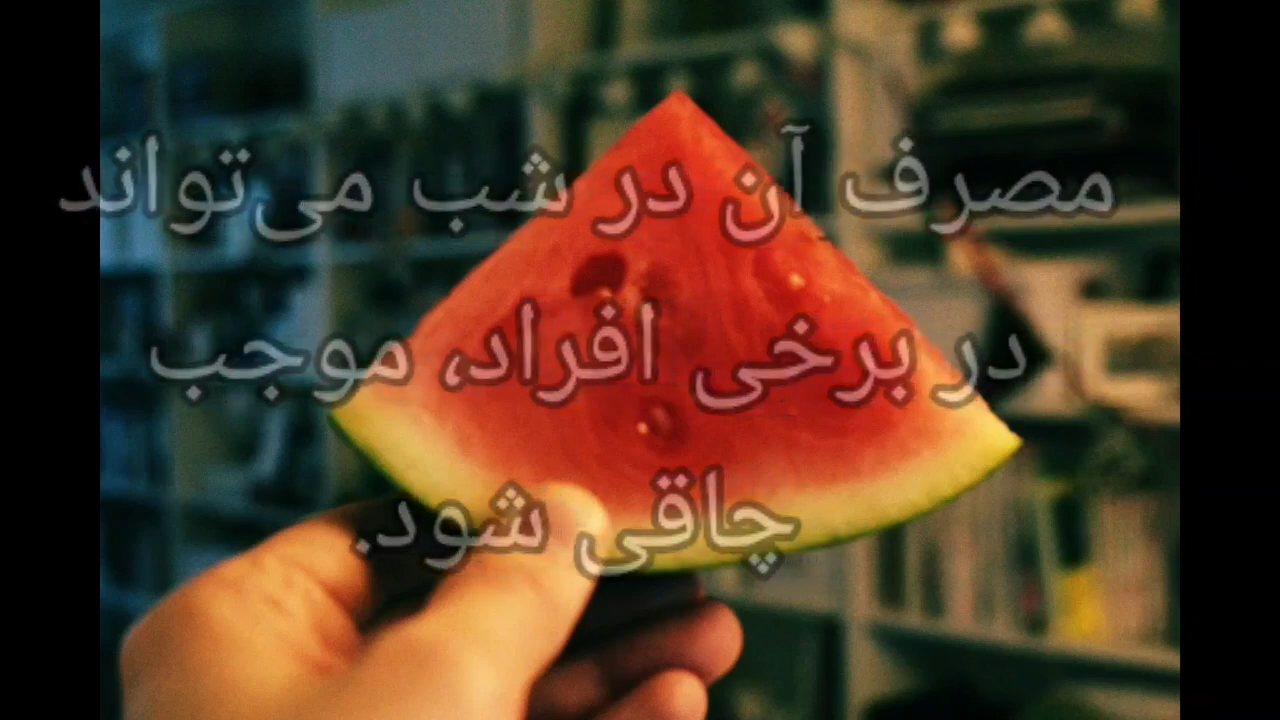 مصرف آن در شب می‌تواند
در برخی افراد، موجب
چاقی شود.